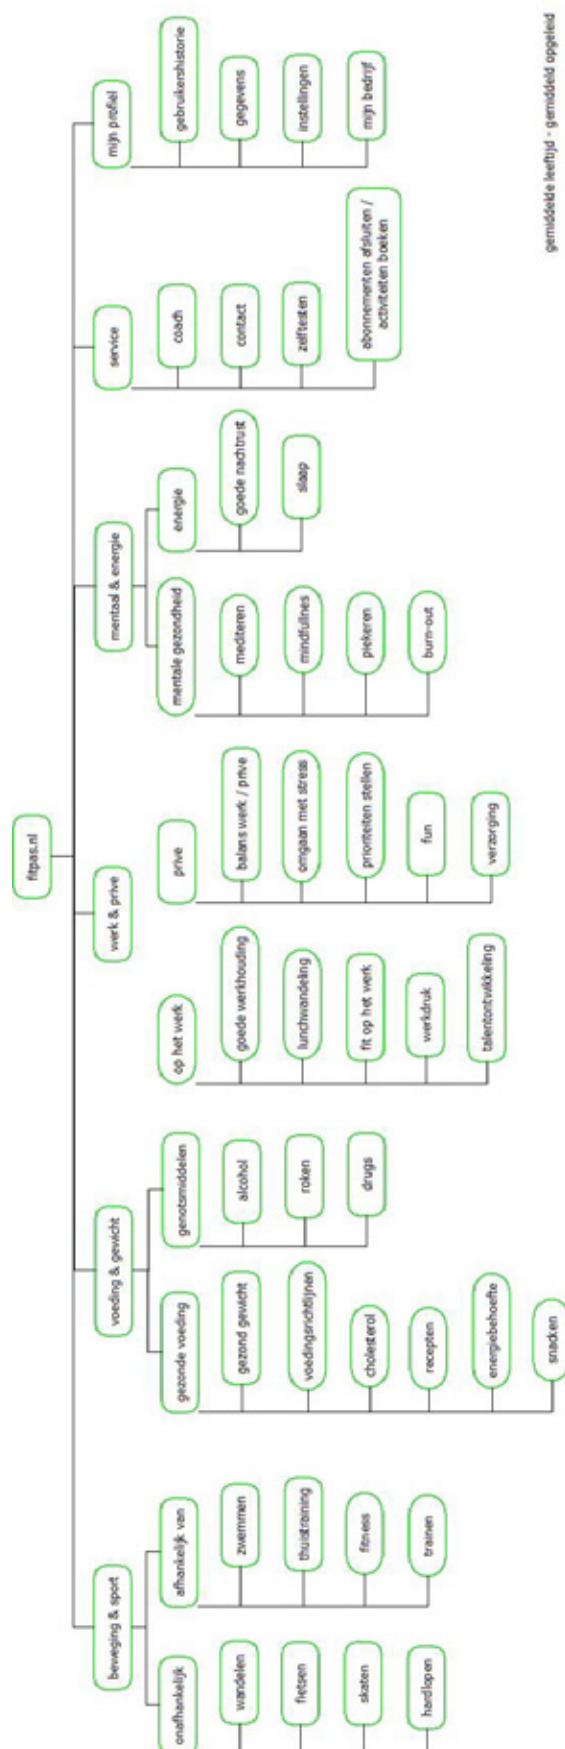 fitpas.nl
beweging & sport
onafhankelijk
wandelen
fietsen
skaten
hardlopen
afhankelijk van
zwemmen
thuistraining
fitness
trainen
voeding & gewicht
gezonde voeding
gezond gewicht
voedingsrichtlijnen
cholesterol
recepten
energiebehoefte
snacken
genotsmiddelen
alcohol
roken
drugs
werk & prive
op het werk
goede werkhouding
lunchwandeling
fit op het werk
werkdruk
talentontwikkeling
prive
balans werk / prive
omgaan met stress
prioriteiten stellen
fun
verzorging
mentaal & energie
mentale gezondheid
mediteren
mindfullnes
piekeren
burn-out
energie
goede nachtrust
slaap
service
coach
contact
zelftesten
abonnementen afsluiten /
activiteiten boeken
mijn profiel
gebruikershistorie
gegevens
instellingen
mijn bedrijf
gemiddelde leeftijd - gemiddeld opgeleid